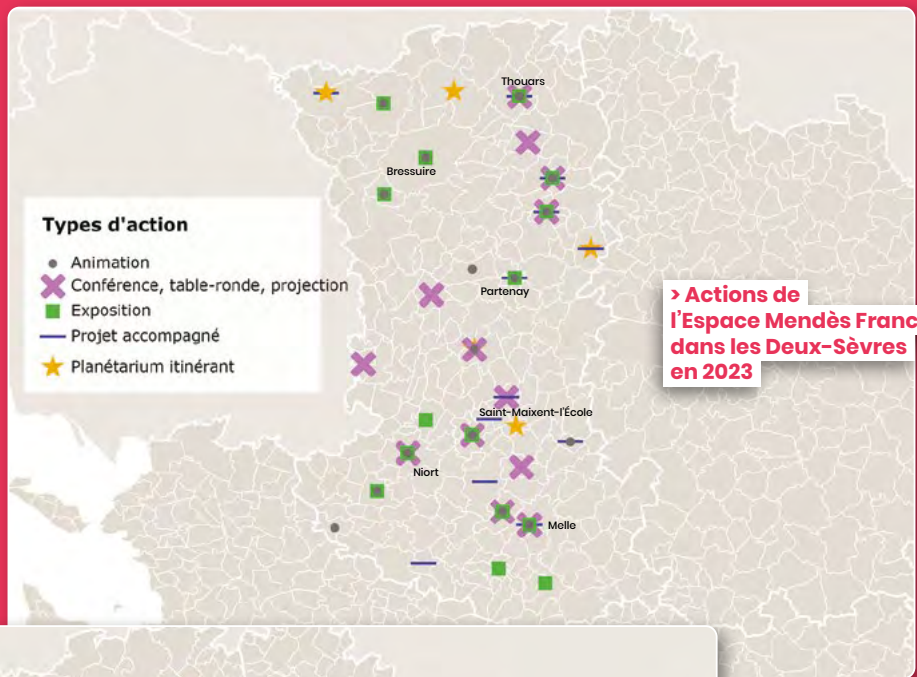 Thouars
Bressuire
Types d'action
Animation
Conférence, table-ronde, projection
Exposition
Projet accompagné
Planétarium itinérant
Partenay
> Actions de
l'Espace Mendès Franc
dans les Deux-Sèvres
en 2023
Saint-Maixent-l'École
Niort
Melle